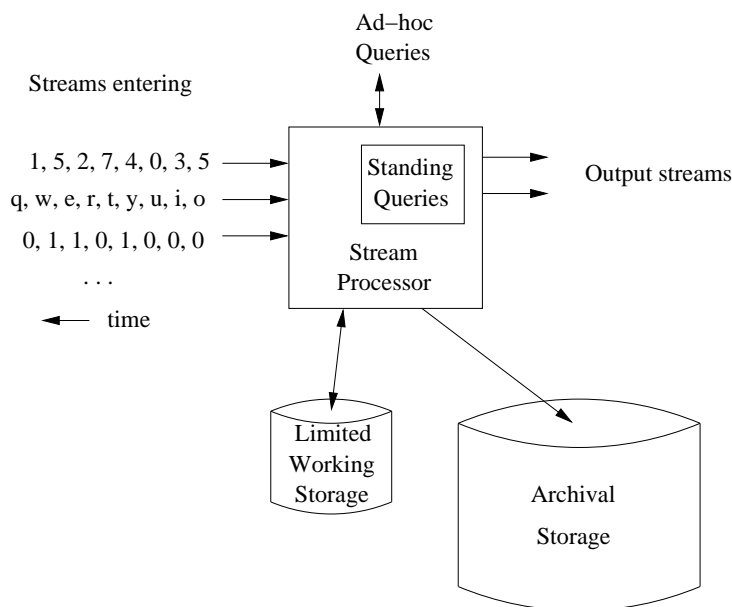 Ad−hoc
Queries
Streams entering
1, 5, 2, 7, 4, 0, 3, 5
q, w, e, r, t, y, u, i, o
0, 1, 1, 0, 1, 0, 0, 0
. . .
time
Standing
Queries
Stream
Processor
Output streams
Limited
Working
Storage
Archival
Storage